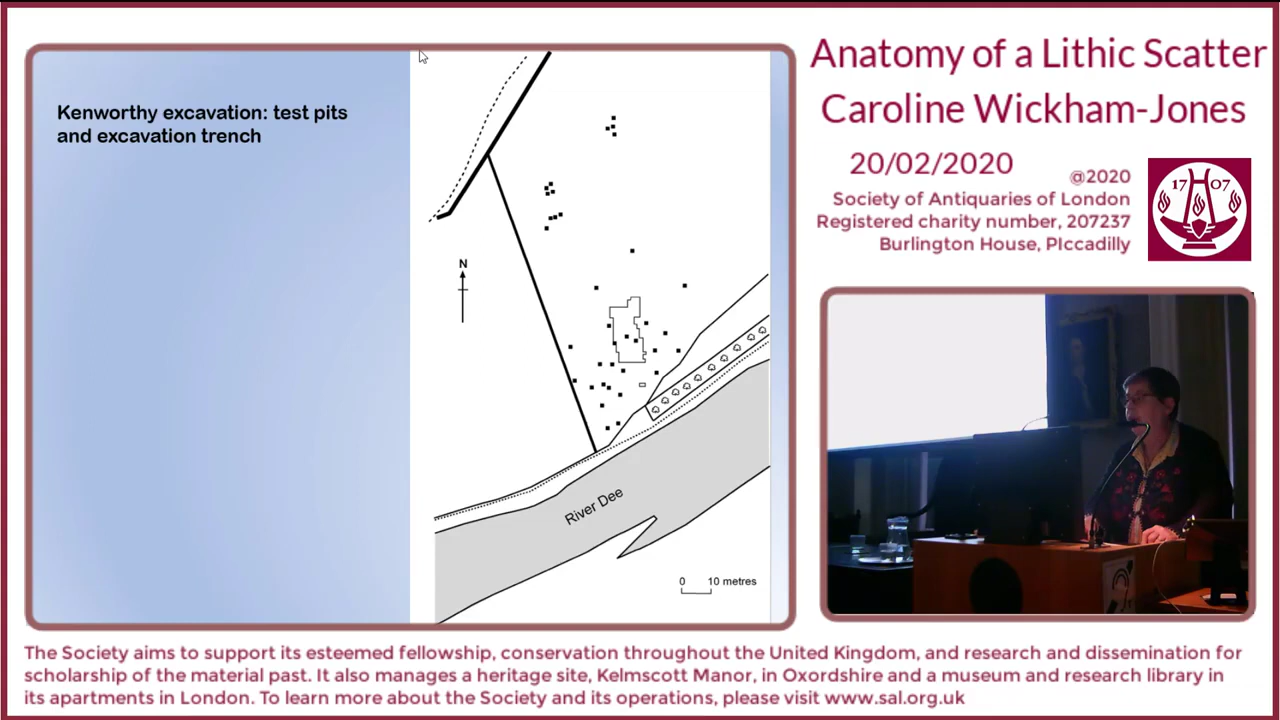 Kenworthy excavation: test pits
and excavation trench
N
River Dee
0 10 metres
Anatomy of a Lithic Scatter
Caroline Wickham-Jones
20/02/2020
@2020
Society of Antiquaries of London
Registered charity number, 207237
Burlington House, PIccadilly
17 07
The Society aims to support its esteemed fellowship, conservation throughout the United Kingdom, and research and dissemination for
scholarship of the material past. It also manages a heritage site, Kelmscott Manor, in Oxordshire and a museum and research library in
its apartments in London. To learn more about the Society and its operations, please visit www.sal.org.uk